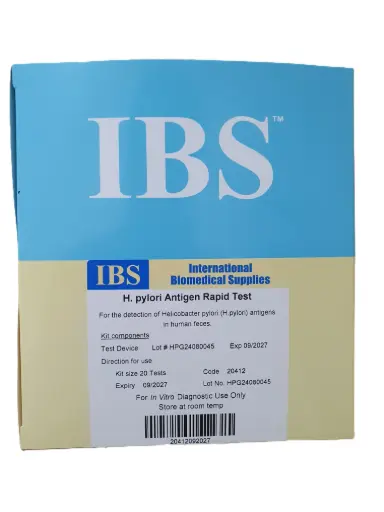 IBS™
IBS International
Biomedical Supplies
H. pylori Antigen Rapid Test
For the detection of Helicobacter pylori (H.pylori) antigens
in human feces.
Kit components
Test Device Lot # HPG24080045 Exp 09/2027
Direction for use
Kit size 20 Tests Code 20412
Expiry 09/2027 Lot No. HPG24080045
For In Vitro Diagnostic Use Only
Store at room temp
20412092027